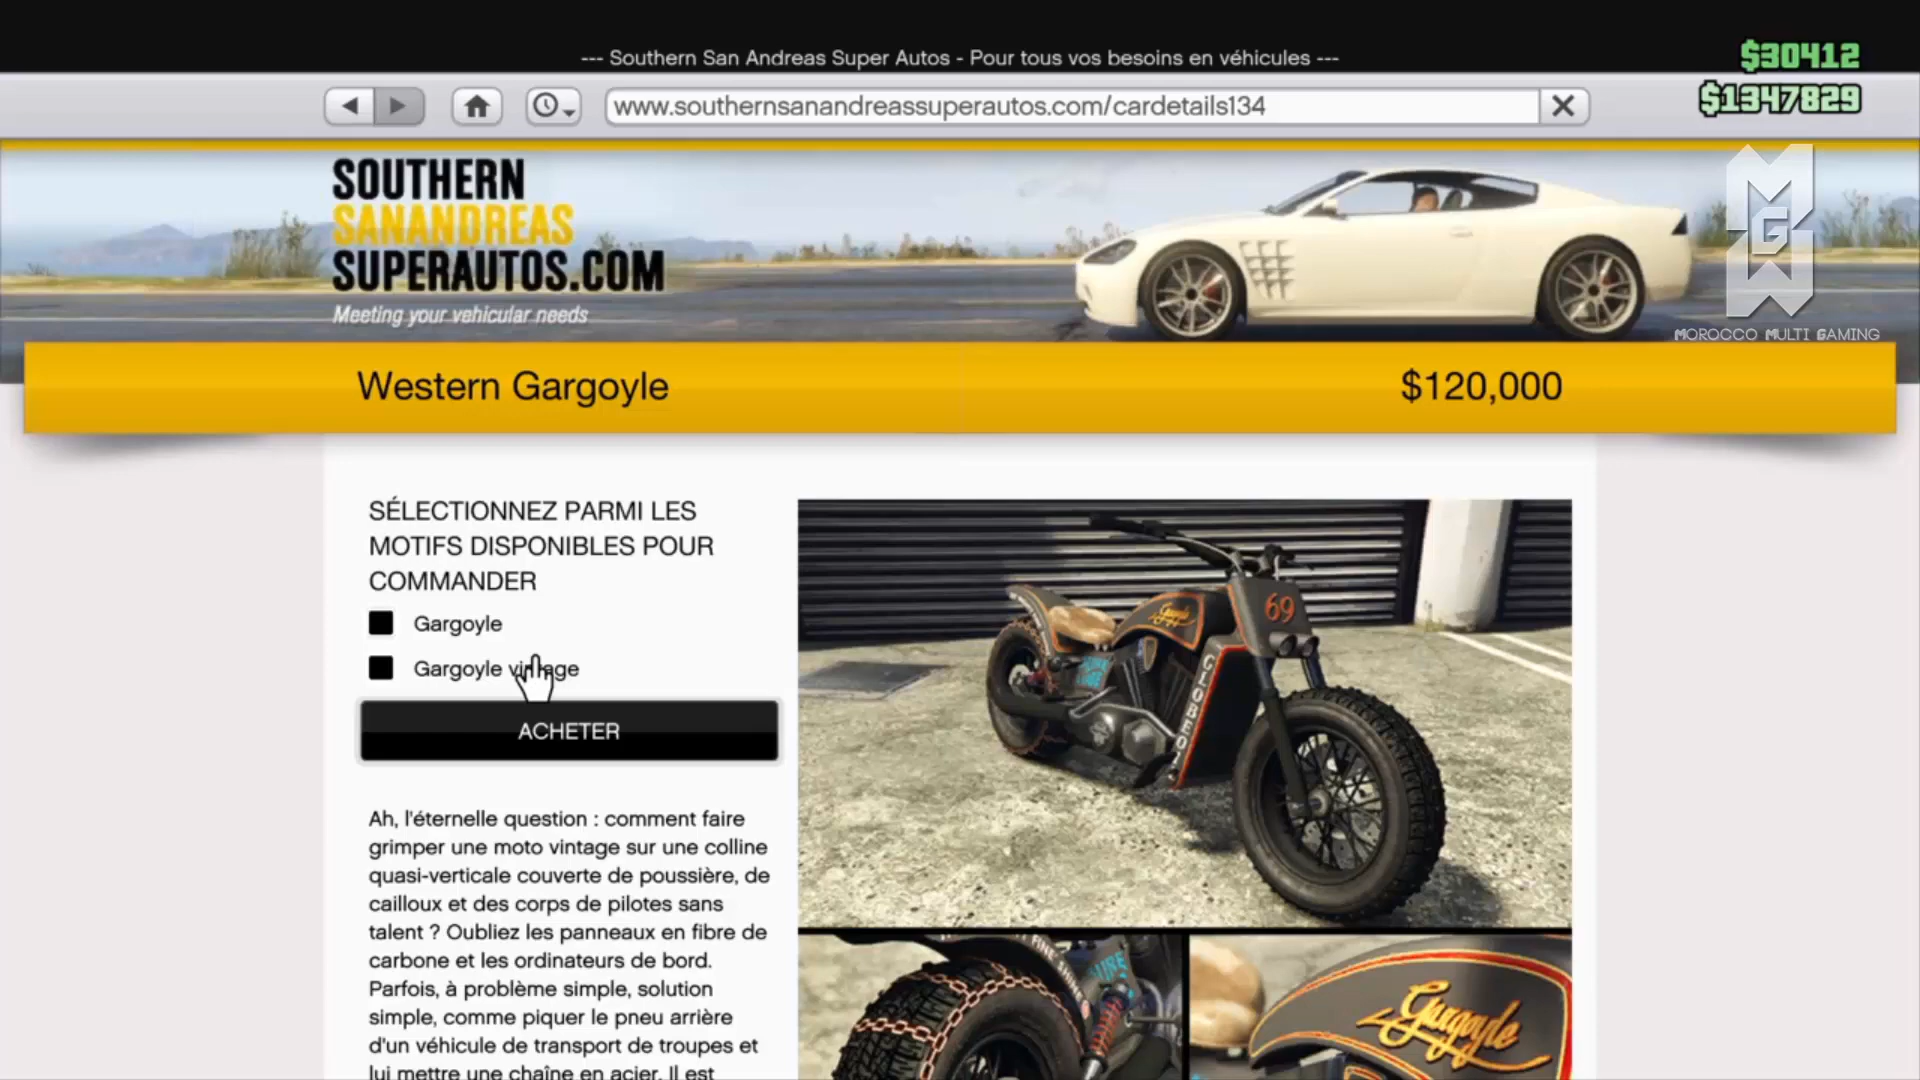 --- Southern San Andreas Super Autos - Pour tous vos besoins en véhicules ---
$30412
$1347829
www.southernsanandreassuperautos.com/cardetails134
SOUTHERN
SANANDREAS
SUPERAUTOS.COM
Meeting your vehicular needs
MGW
MOROCCO MULTI GAMING
Western Gargoyle
$120,000
SÉLECTIONNEZ PARMI LES
MOTIFS DISPONIBLES POUR
COMMANDER
Gargoyle
Gargoyle vintage
ACHETER
Ah, l'éternelle question : comment faire
grimper une moto vintage sur une colline
quasi-verticale couverte de poussière, de
cailloux et des corps de pilotes sans
talent ? Oubliez les panneaux en fibre de
carbone et les ordinateurs de bord.
Parfois, à problème simple, solution
simple, comme piquer le pneu arrière
d'un véhicule de transport de troupes et
lui mettre une chaîne en acier. Il est
Gargoyle
69
GLOBEOIL
Gargoyle